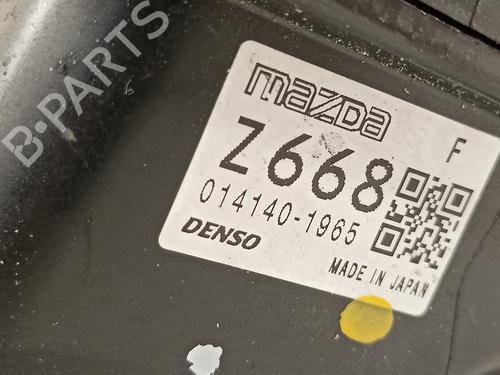 B-PARTS
mazda
Z668
F
014140-1965
DENSO
MADE IN JAPAN